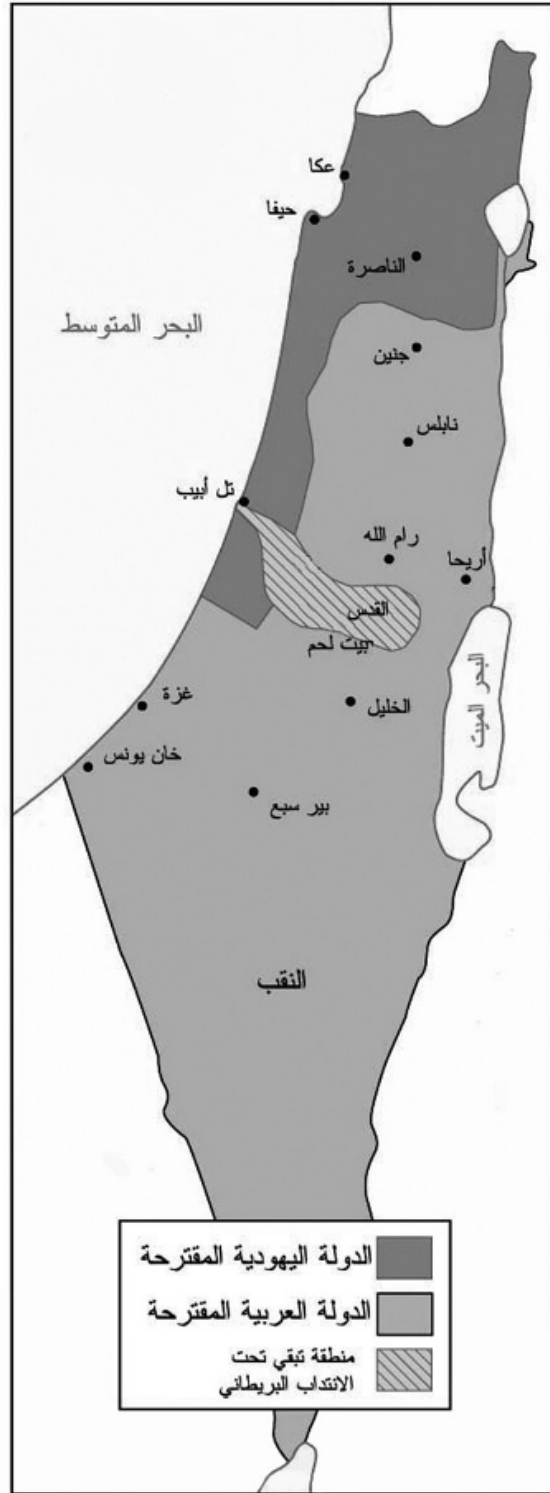 عكا
حيفا
الناصرة
البحر المتوسط
جنين
نابلس
تل أبيب
رام الله
أريحا
القدس
بيت لحم
البحر الميت
غزة
الخليل
خان يونس
بير سبع
النقب
الدولة اليهودية المقترحة
الدولة العربية المقترحة
منطقة تبقي تحت
الانتداب البريطاني